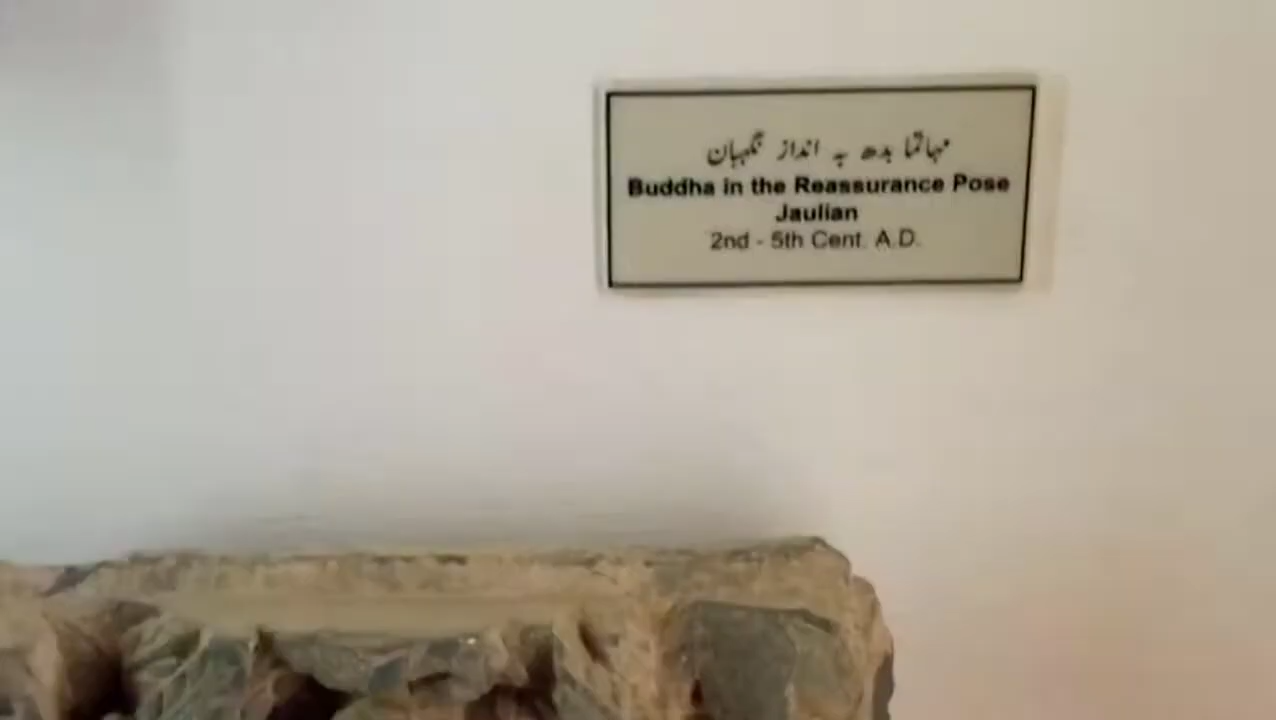 مہاتما بدھ بہ انداز نگہبان
Buddha in the Reassurance Pose
Jaulian
2nd - 5th Cent. A.D.